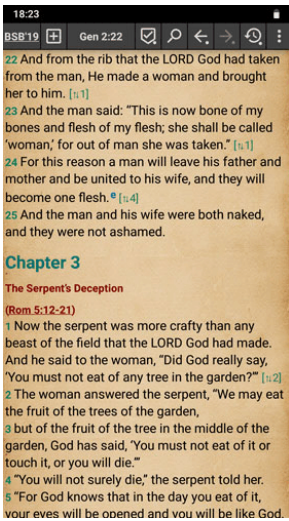 18:23
BSB'19 Gen 2:22
22 And from the rib that the LORD God had taken
from the man, He made a woman and brought
her to him. [⇅1]
23 And the man said: “This is now bone of my
bones and flesh of my flesh; she shall be called
‘woman,’ for out of man she was taken.” [⇅1]
24 For this reason a man will leave his father and
mother and be united to his wife, and they will
become one flesh. e [⇅4]
25 And the man and his wife were both naked,
and they were not ashamed.
Chapter 3
The Serpent's Deception
(Rom 5:12-21)
1 Now the serpent was more crafty than any
beast of the field that the LORD God had made.
And he said to the woman, “Did God really say,
‘You must not eat of any tree in the garden?’” [⇅2]
2 The woman answered the serpent, “We may eat
the fruit of the trees of the garden,
3 but of the fruit of the tree in the middle of the
garden, God has said, ‘You must not eat of it or
touch it, or you will die.’”
4 “You will not surely die,” the serpent told her.
5 “For God knows that in the day you eat of it,
your eyes will be opened and you will be like God,